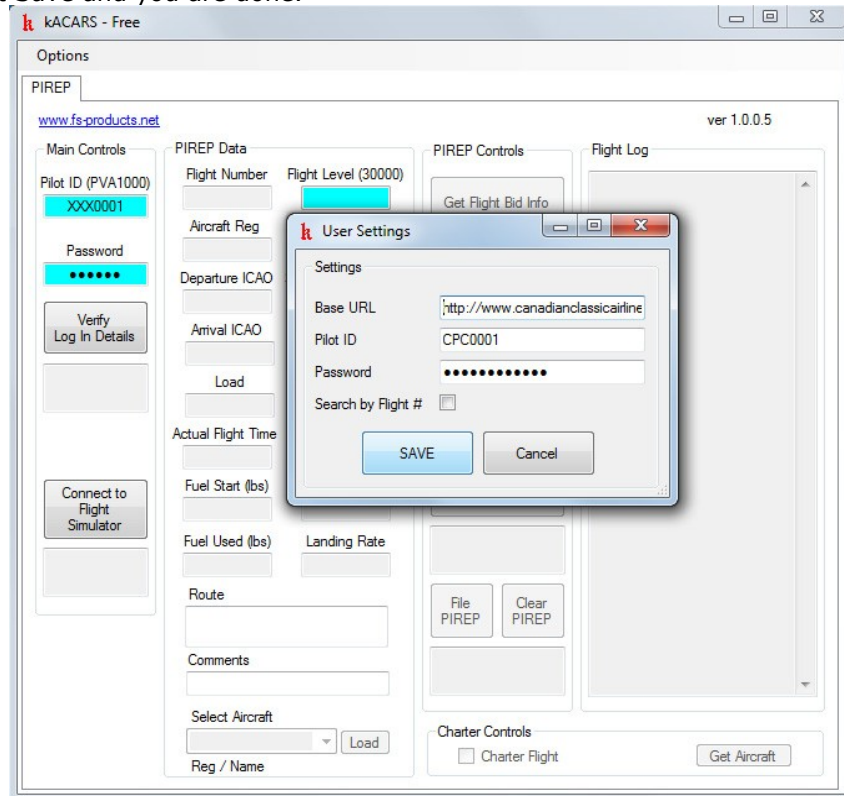 Save and you are done.
kACARS - Free
Options
PIREP
www.fs-products.net
ver 1.0.0.5
Main Controls
Pilot ID (PVA1000)
XXX0001
Password
••••••
Verify
Log In Details
Connect to
Flight
Simulator
PIREP Data
Flight Number
Flight Level (30000)
Aircraft Reg
Departure ICAO
Arrival ICAO
Load
Actual Flight Time
Fuel Start (lbs)
Fuel Used (lbs)
Landing Rate
Route
Comments
Select Aircraft
Load
Reg / Name
PIREP Controls
Get Flight Bid Info
File
PIREP
Clear
PIREP
Flight Log
Charter Controls
Charter Flight
Get Aircraft
User Settings
Settings
Base URL
http://www.canadianclassicairline
Pilot ID
CPC0001
Password
••••••••••••
Search by Flight #
SAVE
Cancel